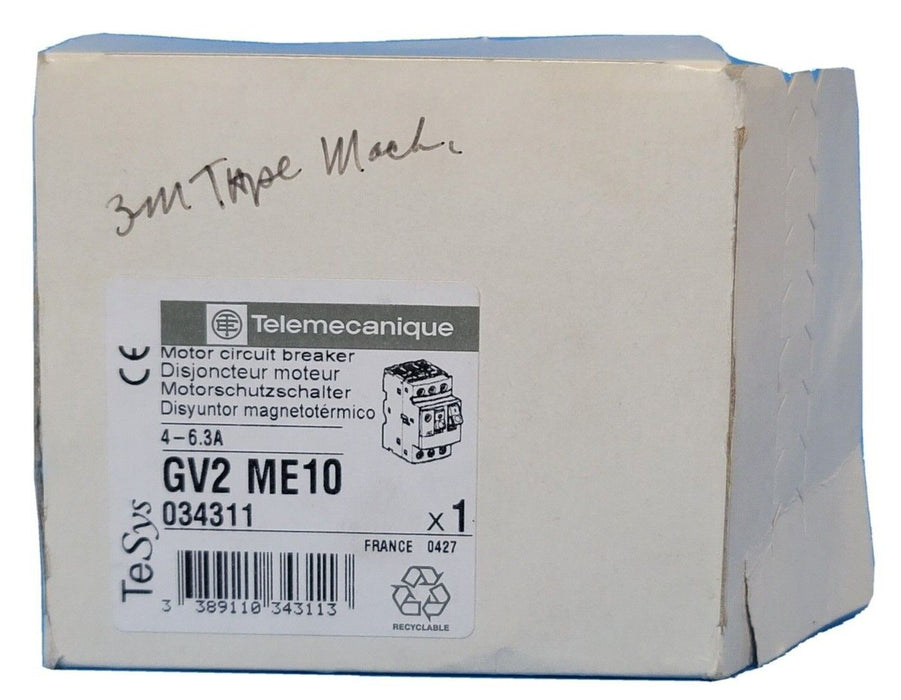 3M Tape Mach.
Telemecanique
CE
Motor circuit breaker
Disjoncteur moteur
Motorschutzschalter
Disyuntor magnetotérmico
4-6.3A
GV2 ME10
034311
x1
FRANCE 0427
TeSys
3 389110 343113
RECYCLABLE